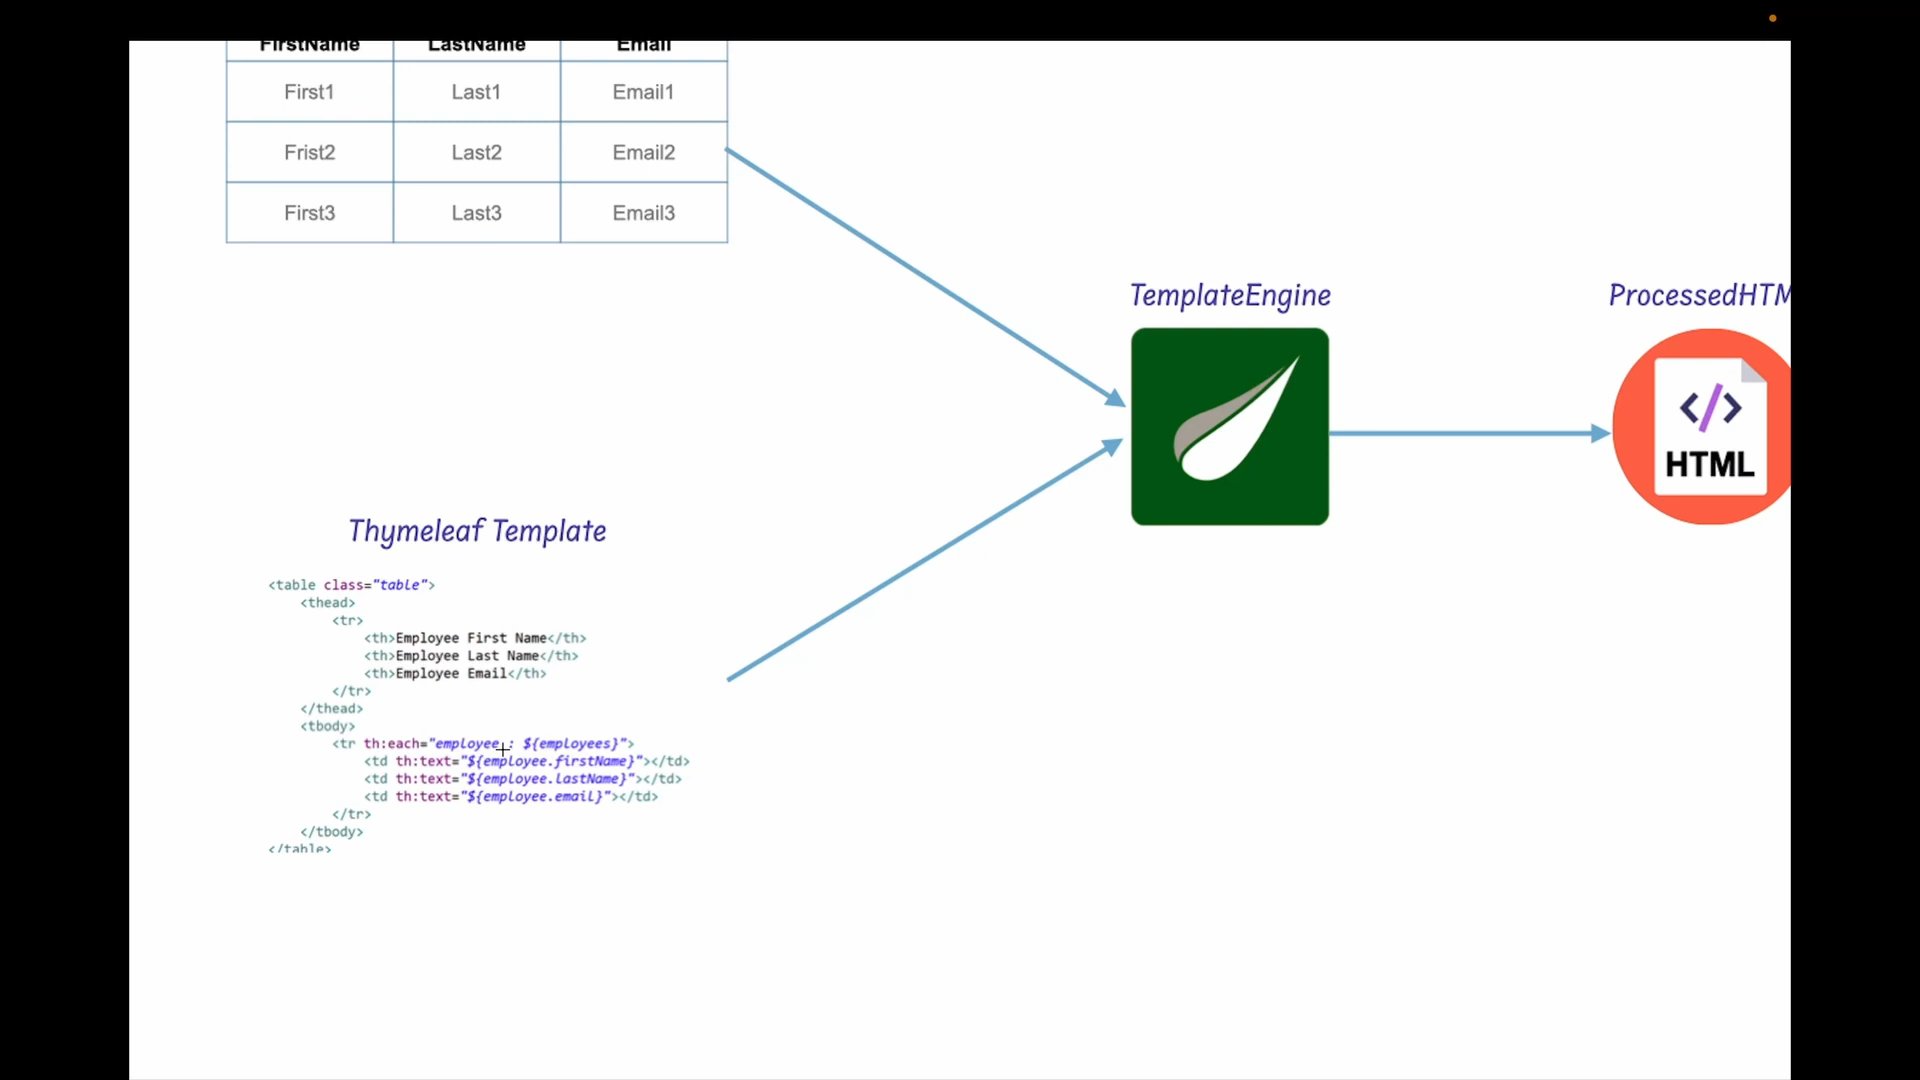 FirstName LastName Email
First1 Last1 Email1
Frist2 Last2 Email2
First3 Last3 Email3
TemplateEngine
ProcessedHTM
HTML
Thymeleaf Template
<table class="table">
<thead>
<tr>
<th>Employee First Name</th>
<th>Employee Last Name</th>
<th>Employee Email</th>
</tr>
</thead>
<tbody>
<tr th:each="employee : ${employees}">
<td th:text="${employee.firstName}"></td>
<td th:text="${employee.lastName}"></td>
<td th:text="${employee.email}"></td>
</tr>
</tbody>
</table>